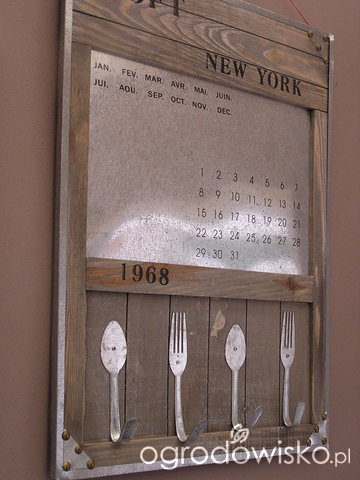 NEW YORK
JAN. FEV. MAR. AVR. MAI. JUIN.
JUI. AOU. SEP. OCT. NOV. DEC.
1 2 3 4 5 6 7
8 9 10 11 12 13 14
15 16 17 18 19 20 21
22 23 24 25 26 27 28
29 30 31
1968
ogrodowisko.pl